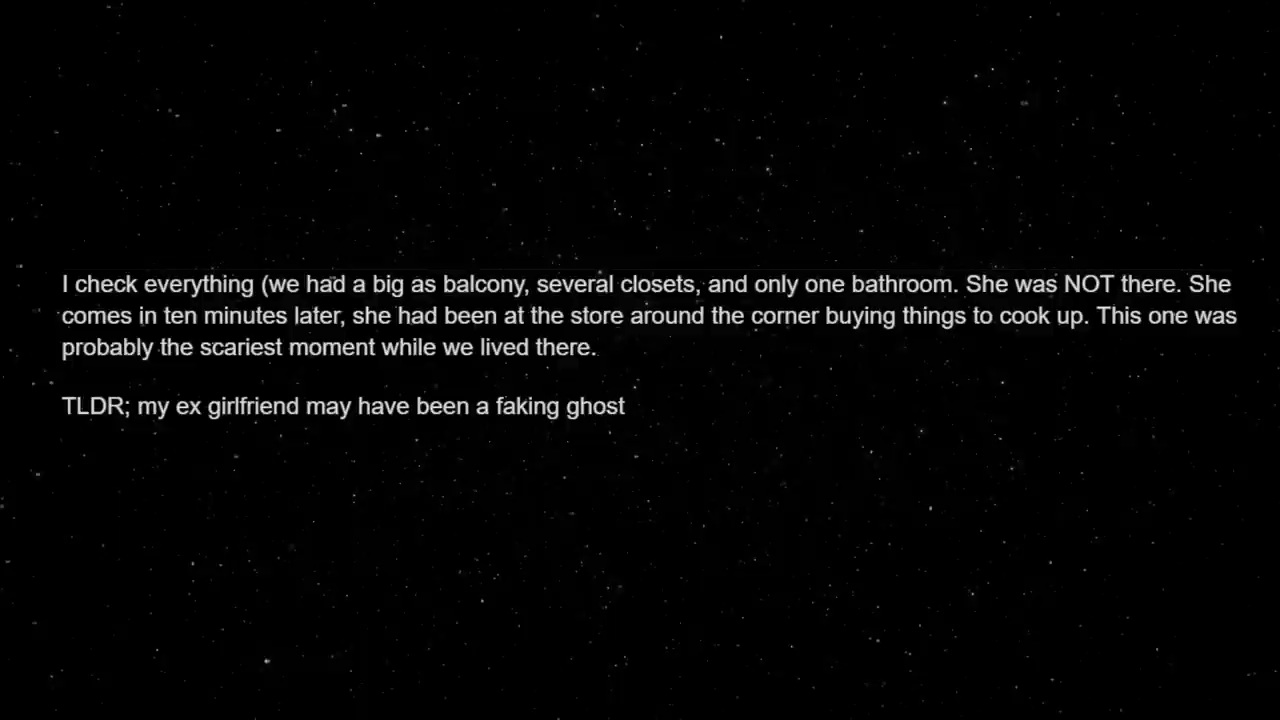 I check everything (we had a big as balcony, several closets, and only one bathroom. She was NOT there. She
comes in ten minutes later, she had been at the store around the corner buying things to cook up. This one was
probably the scariest moment while we lived there.
TLDR; my ex girlfriend may have been a faking ghost